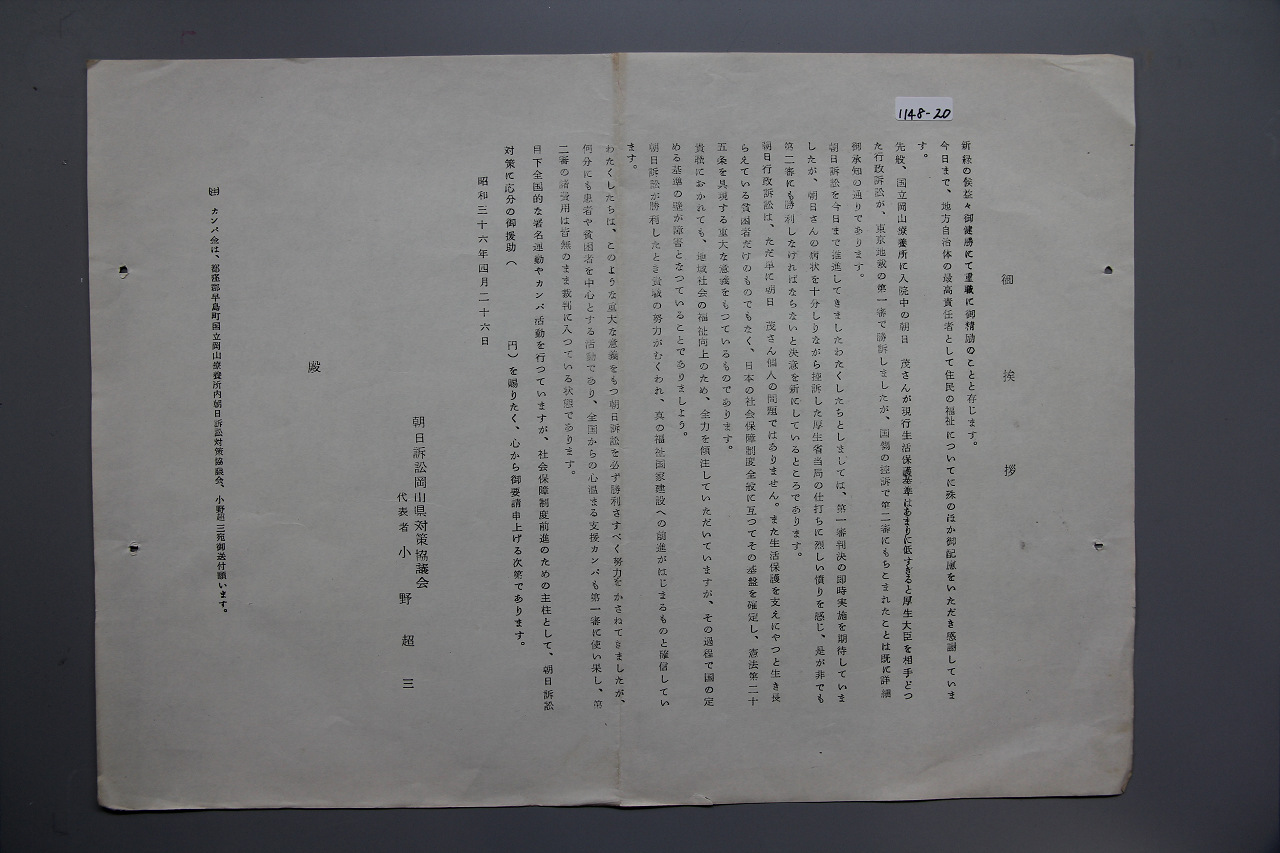 1148-20
御挨拶
新緑の候益々御健勝にて重職に御精励のことと存じます。
今日まで、地方自治体の最高責任者として住民の福祉についてに殊のほか御配慮をいただき感謝していま
す。
先般、国立岡山療養所に入院中の朝日　茂さんが現行生活保護基準はあまりに低すぎると厚生大臣を相手どつ
た行政訴訟が、東京地裁の第一審で勝訴しましたが、国側の控訴で第二審にもちこまれたことは既に詳細
御承知の通りであります。
朝日訴訟を今日まで推進してきましたわたくしたちとしましては、第一審判決の即時実施を期待していま
したが、朝日さんの病状を十分しりながら控訴した厚生省当局の仕打ちに烈しい憤りを感じ、是が非でも
第二審にも勝利しなければならないと決意を新にしているところであります。
朝日行政訴訟は、ただ単に朝日　茂さん個人の問題ではありません。また生活保護を支えにやつと生き長
らえている貧困者だけのものでもなく、日本の社会保障制度全般に亙つてその基盤を確定し、憲法第二十
五条を具現する重大な意義をもつているものであります。
貴職におかれても、地域社会の福祉向上のため、全力を傾注していただいていますが、その過程で国の定
める基準の壁が障害となつていることでありましよう。
朝日訴訟が勝利したとき貴職の努力がむくわれ、真の福祉国家建設への前進がはじまるものと確信してい
ます。
わたくしたちは、このような重大な意義をもつ朝日訴訟を必ず勝利さすべく努力をかさねてきましたが、
何分にも患者や貧困者を中心とする活動であり、全国からの心温まる支援カンパも第一審に使い果し、第
二審の諸費用は皆無のまま裁判に入つている状態であります。
目下全国的な署名運動やカンパ活動を行つていますが、社会保障制度前進のための主柱として、朝日訴訟
対策に応分の御援助（　　　　　円）を賜りたく、心から御要請申上げる次第であります。
昭和三十六年四月二十六日
朝日訴訟岡山県対策協議会
代表者　小野超三
殿
註　カンパ金は、都窪郡早島町国立岡山療養所内朝日訴訟対策協議会、小野超三宛御送付願います。